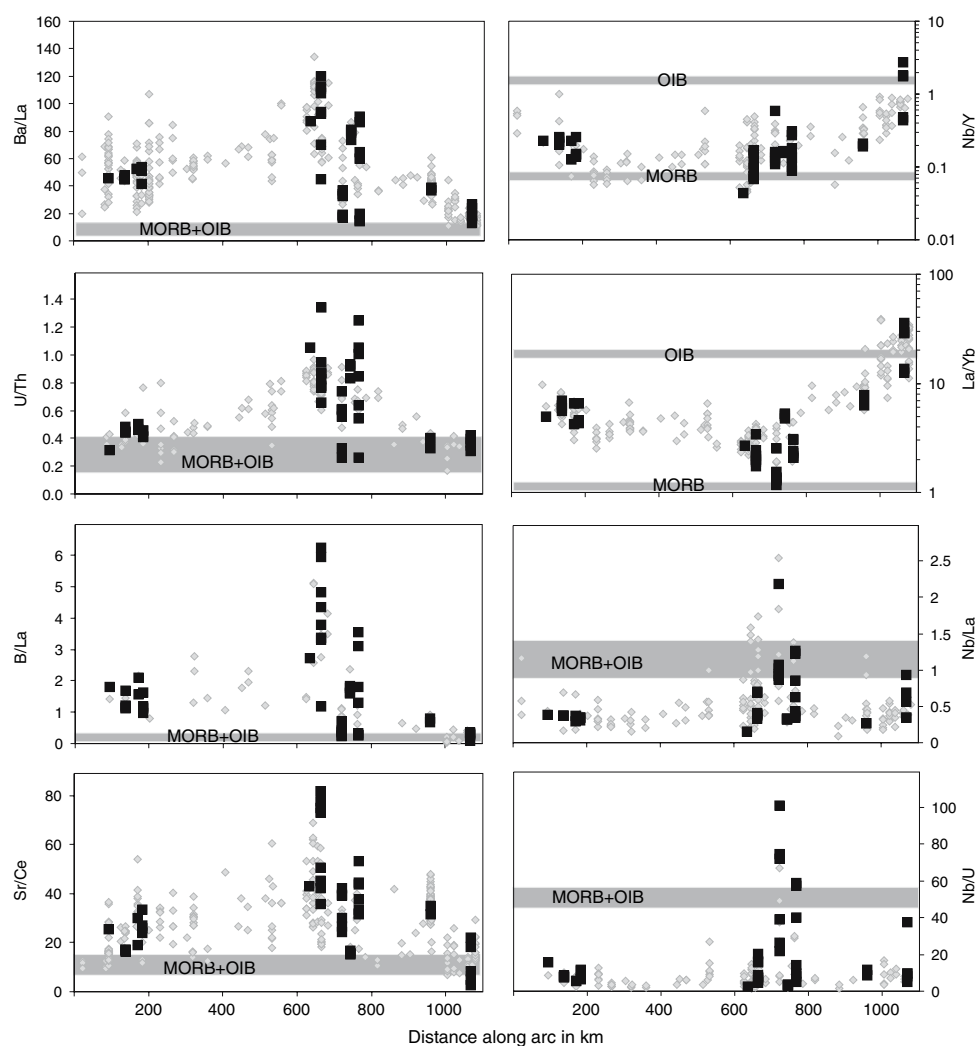 160
140
120
100
80
60
40
20
0
Ba/La
MORB+OIB
OIB
MORB
10
1
0.1
0.01
Nb/Y
1.4
1.2
1.0
0.8
0.6
0.4
0.2
0.0
U/Th
MORB+OIB
OIB
MORB
100
10
1
La/Yb
6
5
4
3
2
1
0
B/La
MORB+OIB
MORB+OIB
2.5
2
1.5
1
0.5
0
Nb/La
80
60
40
20
0
Sr/Ce
MORB+OIB
0 200 400 600 800 1000
MORB+OIB
0 200 400 600 800 1000
100
80
60
40
20
0
Nb/U
Distance along arc in km